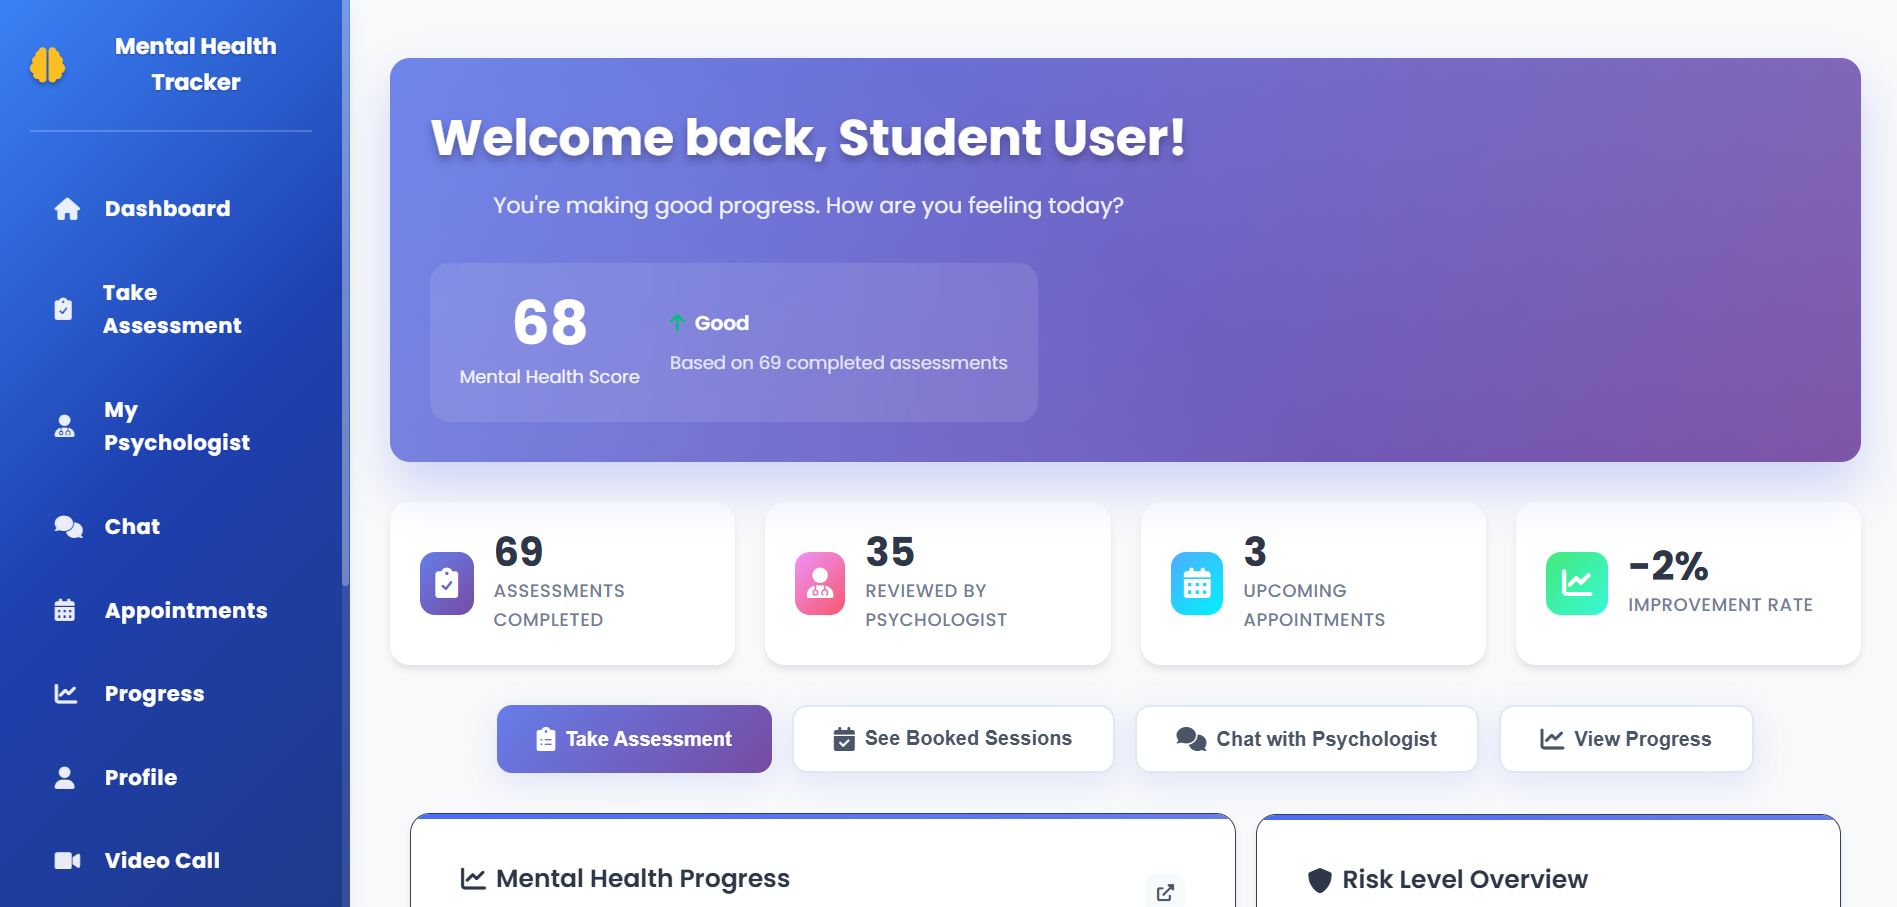 Mental Health
Tracker
Dashboard
Take
Assessment
My
Psychologist
Chat
Appointments
Progress
Profile
Video Call
Welcome back, Student User!
You're making good progress. How are you feeling today?
68
Mental Health Score
Good
Based on 69 completed assessments
69
ASSESSMENTS
COMPLETED
35
REVIEWED BY
PSYCHOLOGIST
3
UPCOMING
APPOINTMENTS
-2%
IMPROVEMENT RATE
Take Assessment
See Booked Sessions
Chat with Psychologist
View Progress
Mental Health Progress
Risk Level Overview